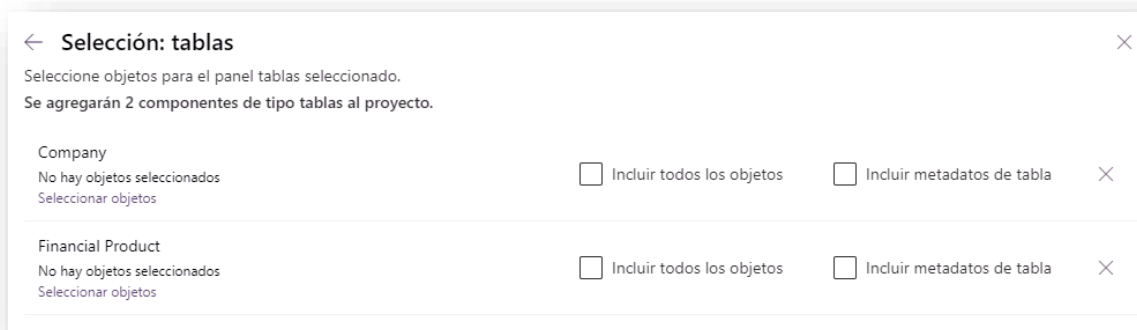 Selección: tablas
Seleccione objetos para el panel tablas seleccionado.
Se agregarán 2 componentes de tipo tablas al proyecto.
Company
No hay objetos seleccionados
Seleccionar objetos
Incluir todos los objetos
Incluir metadatos de tabla
Financial Product
No hay objetos seleccionados
Seleccionar objetos
Incluir todos los objetos
Incluir metadatos de tabla